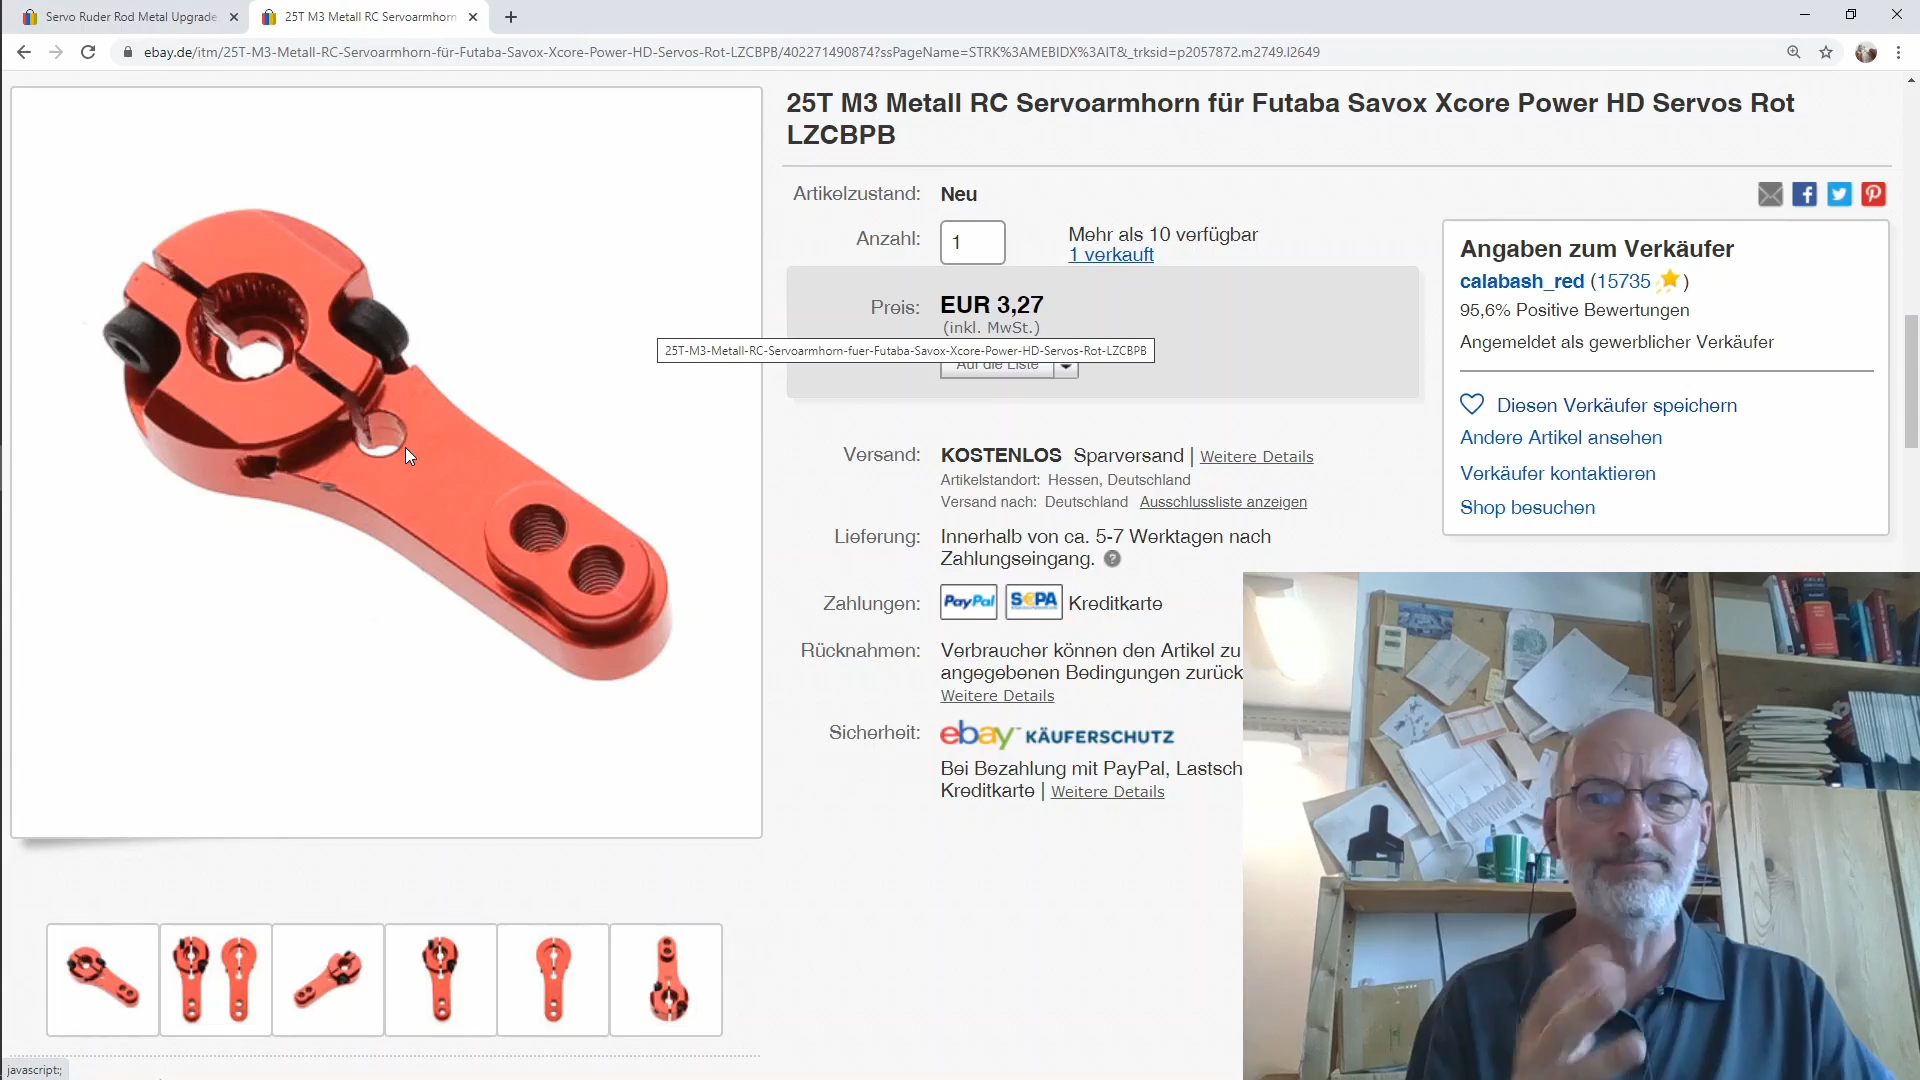 Servo Ruder Rod Metal Upgrade
25T M3 Metall RC Servoarmhorn
ebay.de/itm/25T-M3-Metall-RC-Servoarmhorn-für-Futaba-Savox-Xcore-Power-HD-Servos-Rot-LZCBPB/402271490874?ssPageName=STRK%3AMEBIDX%3AIT&_trksid=p2057872.m2749.l2649
25T M3 Metall RC Servoarmhorn für Futaba Savox Xcore Power HD Servos Rot
LZCBPB
Artikelzustand: Neu
Anzahl: 1
Mehr als 10 verfügbar
1 verkauft
Preis: EUR 3,27
(inkl. MwSt.)
25T-M3-Metall-RC-Servoarmhorn-fuer-Futaba-Savox-Xcore-Power-HD-Servos-Rot-LZCBPB
Auf die Liste
Versand: KOSTENLOS Sparversand | Weitere Details
Artikelstandort: Hessen, Deutschland
Versand nach: Deutschland Ausschlussliste anzeigen
Lieferung: Innerhalb von ca. 5-7 Werktagen nach
Zahlungseingang. ?
Zahlungen: PayPal SEPA Kreditkarte
Rücknahmen: Verbraucher können den Artikel zu
angegebenen Bedingungen zurück
Weitere Details
Sicherheit: ebay™ KÄUFERSCHUTZ
Bei Bezahlung mit PayPal, Lastsch
Kreditkarte | Weitere Details
Angaben zum Verkäufer
calabash_red (15735 )
95,6% Positive Bewertungen
Angemeldet als gewerblicher Verkäufer
Diesen Verkäufer speichern
Andere Artikel ansehen
Verkäufer kontaktieren
Shop besuchen
javascript:;